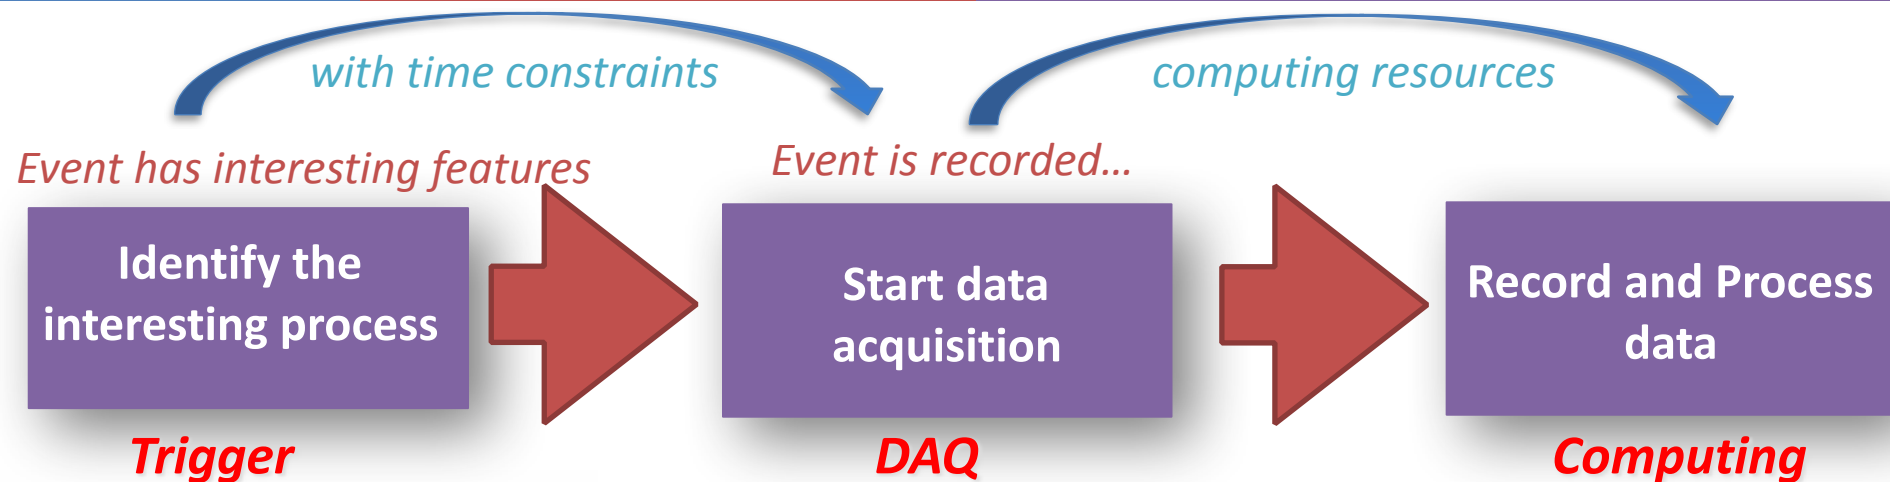 with time constraints
computing resources
Event has interesting features
Event is recorded...
Identify the
interesting process
Start data
acquisition
Record and Process
data
Trigger
DAQ
Computing